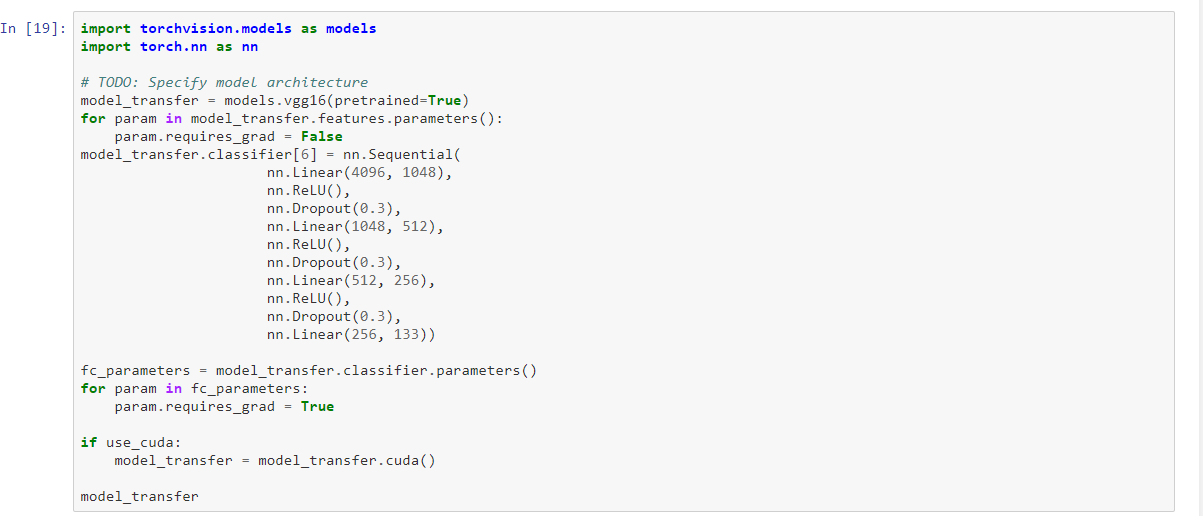 In [19]: import torchvision.models as models
import torch.nn as nn

# TODO: Specify model architecture
model_transfer = models.vgg16(pretrained=True)
for param in model_transfer.features.parameters():
    param.requires_grad = False
model_transfer.classifier[6] = nn.Sequential(
                      nn.Linear(4096, 1048),
                      nn.ReLU(),
                      nn.Dropout(0.3),
                      nn.Linear(1048, 512),
                      nn.ReLU(),
                      nn.Dropout(0.3),
                      nn.Linear(512, 256),
                      nn.ReLU(),
                      nn.Dropout(0.3),
                      nn.Linear(256, 133))

fc_parameters = model_transfer.classifier.parameters()
for param in fc_parameters:
    param.requires_grad = True

if use_cuda:
    model_transfer = model_transfer.cuda()

model_transfer